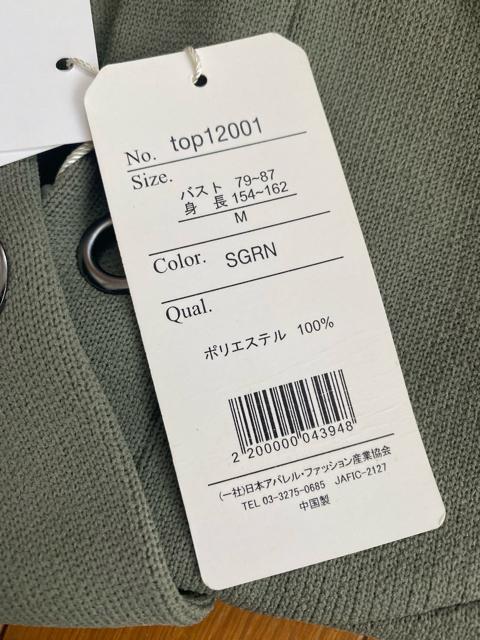 No. top12001
Size.
バスト 79~87
身 長 154~162
M
Color. SGRN
Qual.
ポリエステル 100%
2 200000 043948
(一社)日本アパレル・ファッション産業協会
TEL 03-3275-0685 JAFIC-2127
中国製